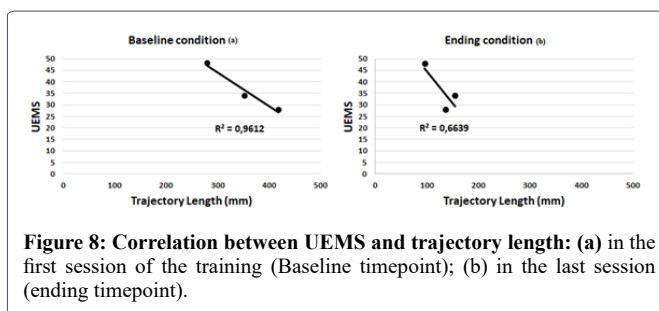 Baseline condition (a)
50
45
40
35
30
25
20
15
10
5
0
UEMS
R² = 0,9612
0 100 200 300 400 500
Trajectory Length (mm)
Ending condition (b)
50
45
40
35
30
25
20
15
10
5
0
UEMS
R² = 0,6639
0 100 200 300 400 500
Trajectory Length (mm)
Figure 8: Correlation between UEMS and trajectory length: (a) in the
first session of the training (Baseline timepoint); (b) in the last session
(ending timepoint).